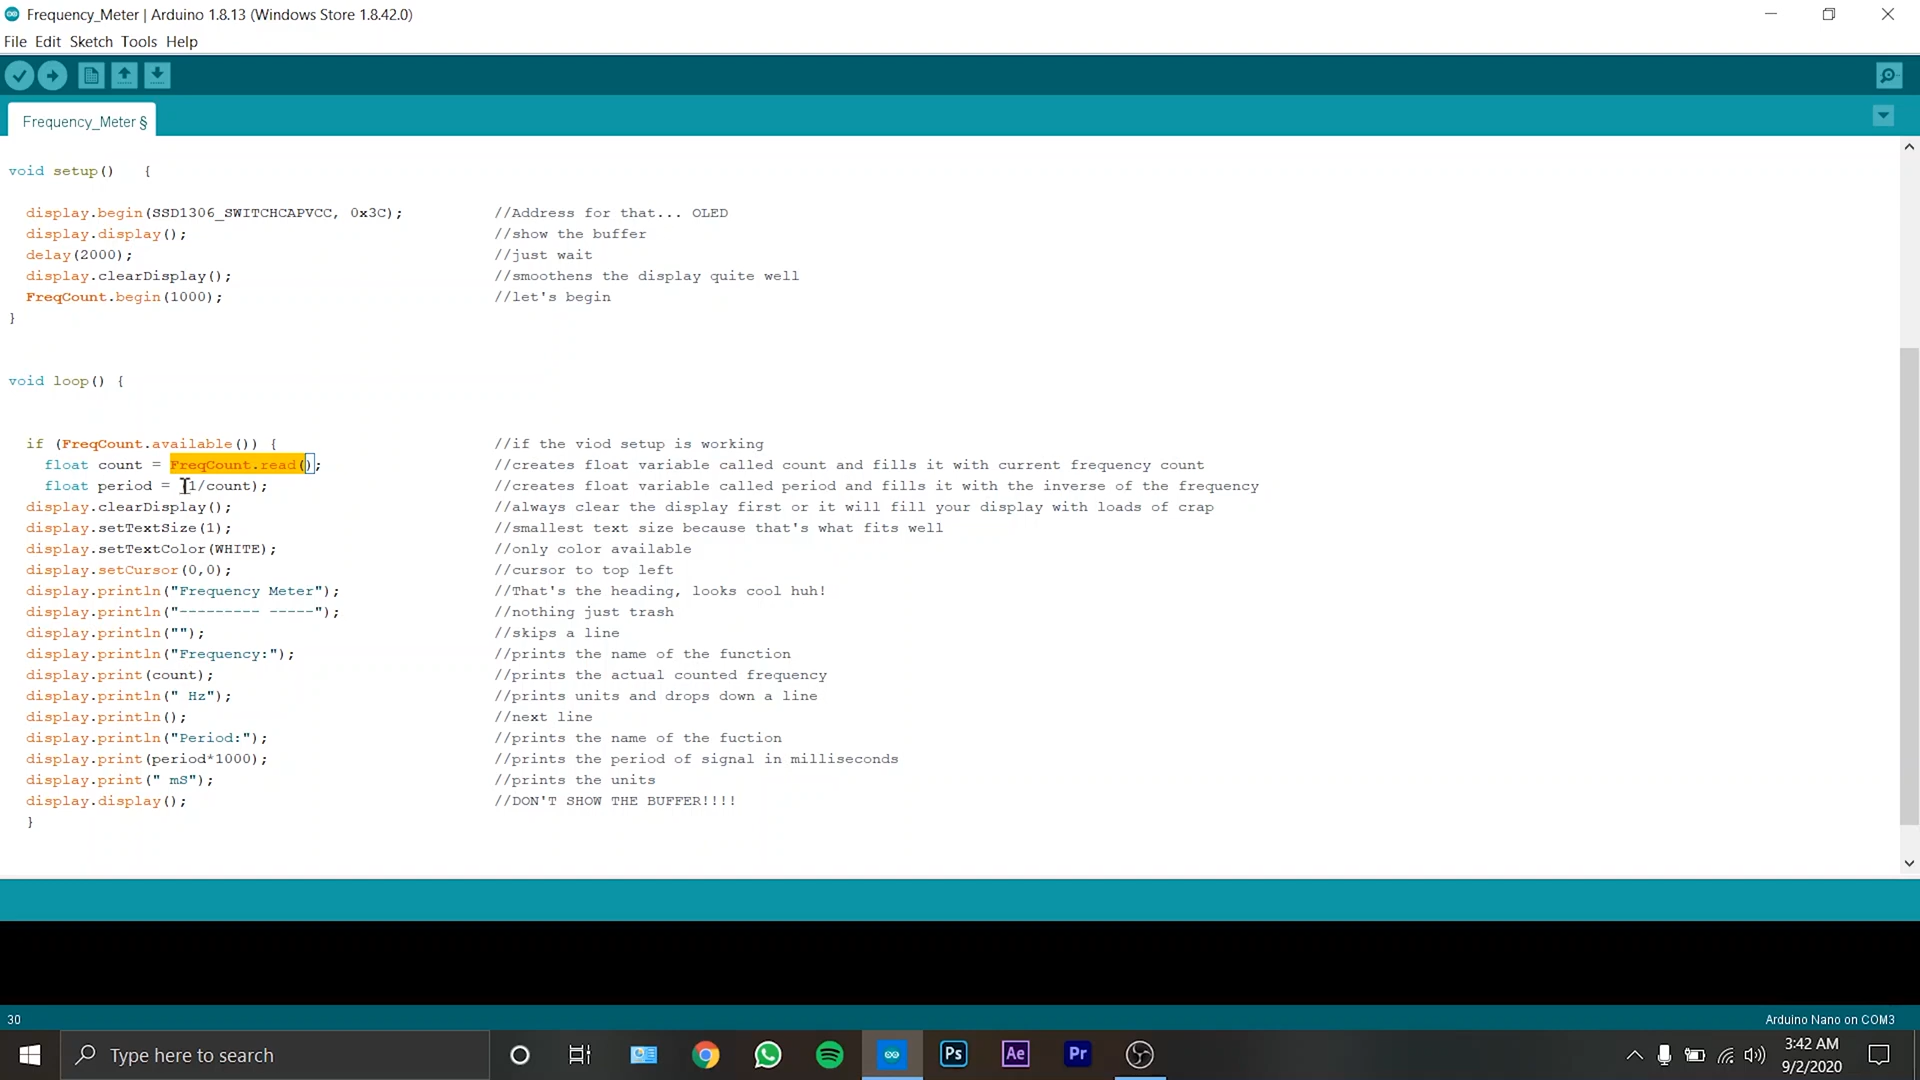 Frequency_Meter | Arduino 1.8.13 (Windows Store 1.8.42.0)
File Edit Sketch Tools Help
Frequency_Meter §
void setup() {
display.begin(SSD1306_SWITCHCAPVCC, 0x3C); //Address for that... OLED
display.display(); //show the buffer
delay(2000); //just wait
display.clearDisplay(); //smoothens the display quite well
FreqCount.begin(1000); //let's begin
}
void loop() {
if (FreqCount.available()) { //if the viod setup is working
float count = FreqCount.read(); //creates float variable called count and fills it with current frequency count
float period = (1/count); //creates float variable called period and fills it with the inverse of the frequency
display.clearDisplay(); //always clear the display first or it will fill your display with loads of crap
display.setTextSize(1); //smallest text size because that's what fits well
display.setTextColor(WHITE); //only color available
display.setCursor(0,0); //cursor to top left
display.println("Frequency Meter"); //That's the heading, looks cool huh!
display.println("--------- -----"); //nothing just trash
display.println(""); //skips a line
display.println("Frequency:"); //prints the name of the function
display.print(count); //prints the actual counted frequency
display.println(" Hz"); //prints units and drops down a line
display.println(); //next line
display.println("Period:"); //prints the name of the fuction
display.print(period*1000); //prints the period of signal in milliseconds
display.print(" mS"); //prints the units
display.display(); //DON'T SHOW THE BUFFER!!!!
}
30
Arduino Nano on COM3
Type here to search
Ps
Ae
Pr
3:42 AM
9/2/2020